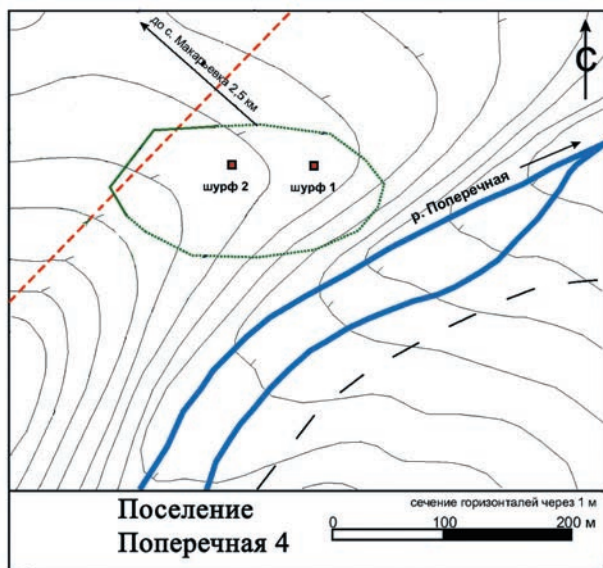 до с. Макарьевка 2,5 км
С
шурф 2
шурф 1
р. Поперечная
Поселение
Поперечная 4
сечение горизонталей через 1 м
0 100 200 м